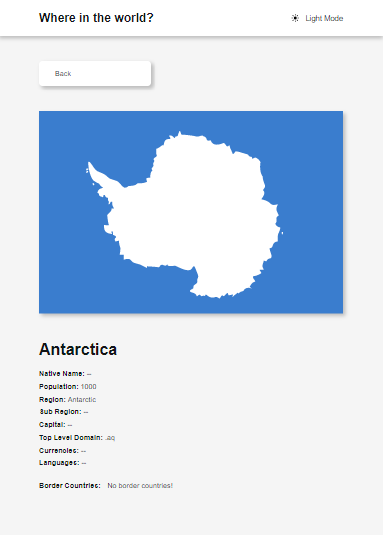 Where in the world?
Light Mode
Back
Antarctica
Native Name: --
Population: 1000
Region: Antarctic
Sub Region: --
Capital: --
Top Level Domain: .aq
Currencies: --
Languages: --
Border Countries: No border countries!